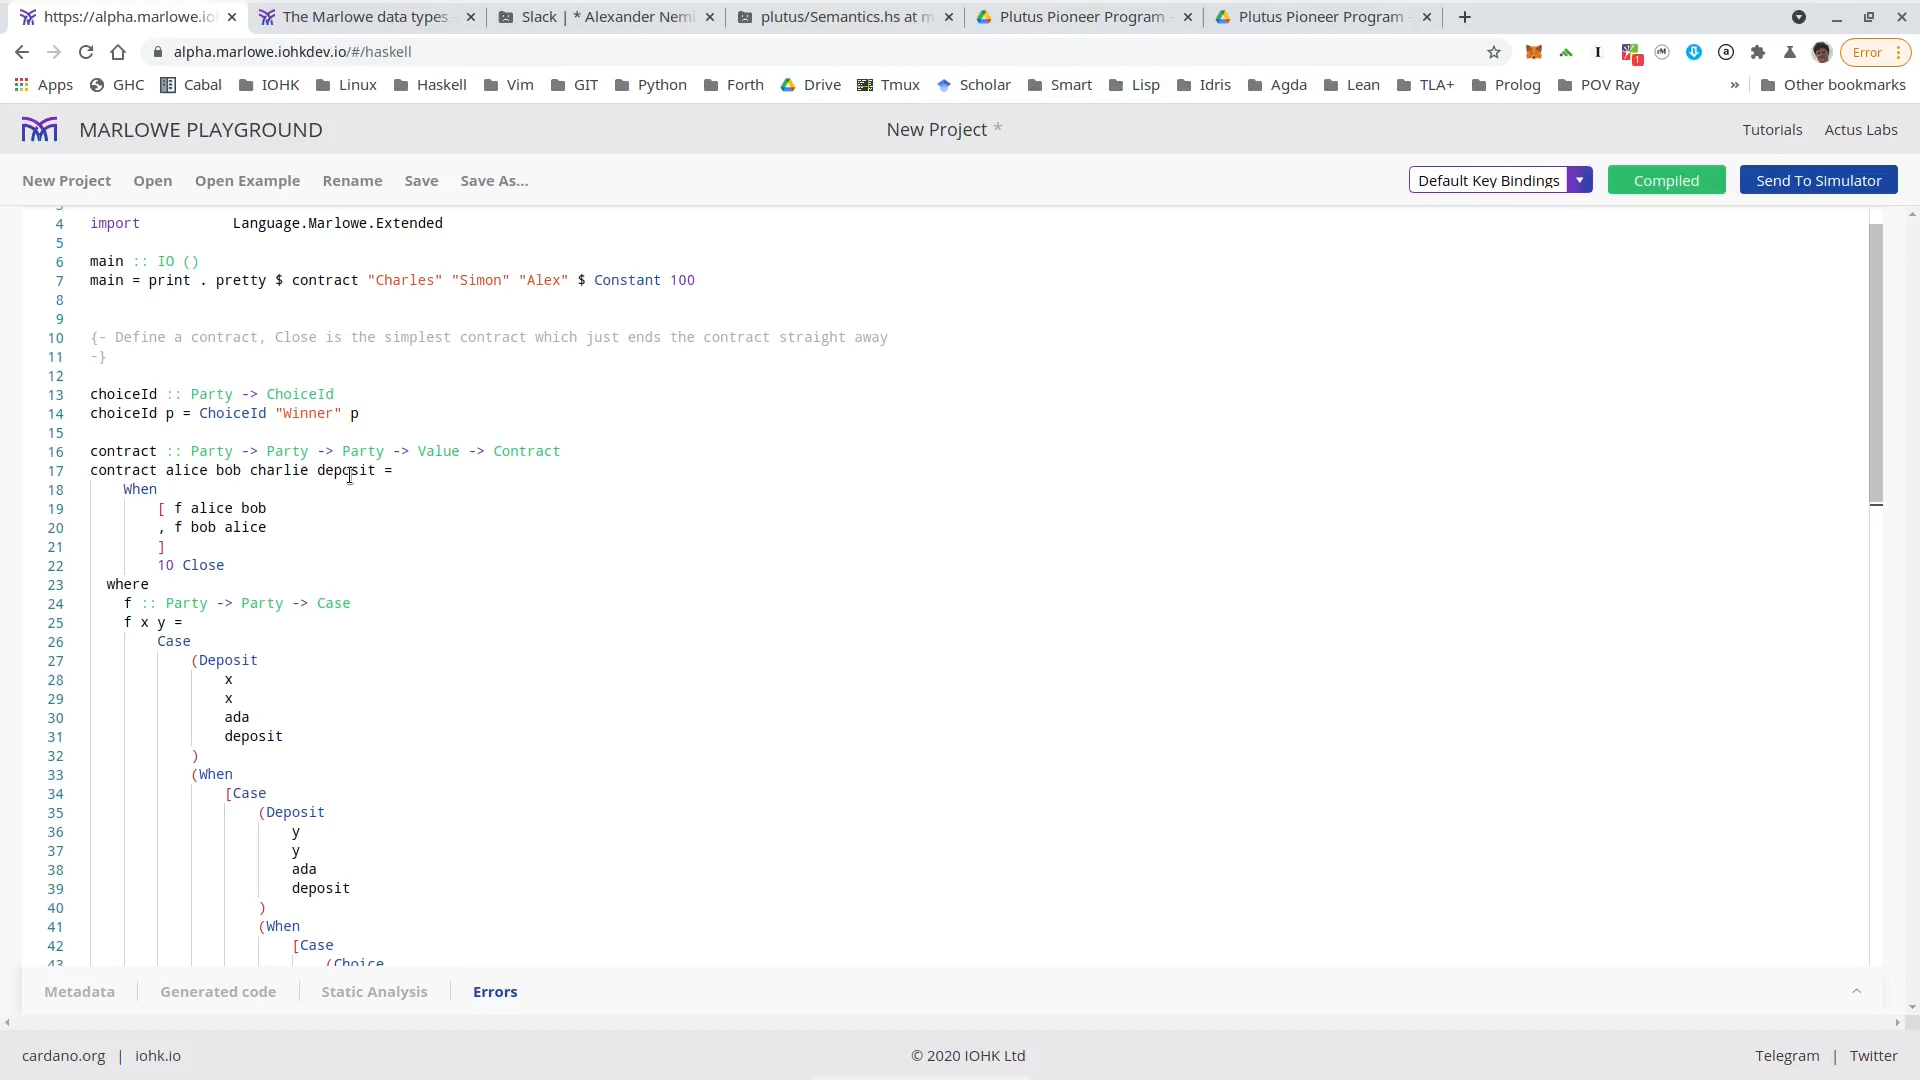 https://alpha.marlowe.io
The Marlowe data types
Slack | * Alexander Nemi
plutus/Semantics.hs at m
Plutus Pioneer Program
Plutus Pioneer Program
alpha.marlowe.iohkdev.io/#/haskell
Error
Apps GHC Cabal IOHK Linux Haskell Vim GIT Python Forth Drive Tmux Scholar Smart Lisp Idris Agda Lean TLA+ Prolog POV Ray » Other bookmarks
MARLOWE PLAYGROUND
New Project *
Tutorials Actus Labs
New Project Open Open Example Rename Save Save As...
Default Key Bindings
Compiled
Send To Simulator
4 import Language.Marlowe.Extended
5
6 main :: IO ()
7 main = print . pretty $ contract "Charles" "Simon" "Alex" $ Constant 100
8
9
10 {- Define a contract, Close is the simplest contract which just ends the contract straight away
11 -}
12
13 choiceId :: Party -> ChoiceId
14 choiceId p = ChoiceId "Winner" p
15
16 contract :: Party -> Party -> Party -> Value -> Contract
17 contract alice bob charlie deposit =
18 When
19 [ f alice bob
20 , f bob alice
21 ]
22 10 Close
23 where
24 f :: Party -> Party -> Case
25 f x y =
26 Case
27 (Deposit
28 x
29 x
30 ada
31 deposit
32 )
33 (When
34 [Case
35 (Deposit
36 y
37 y
38 ada
39 deposit
40 )
41 (When
42 [Case
43 (Choice
Metadata Generated code Static Analysis Errors
cardano.org | iohk.io
© 2020 IOHK Ltd
Telegram | Twitter